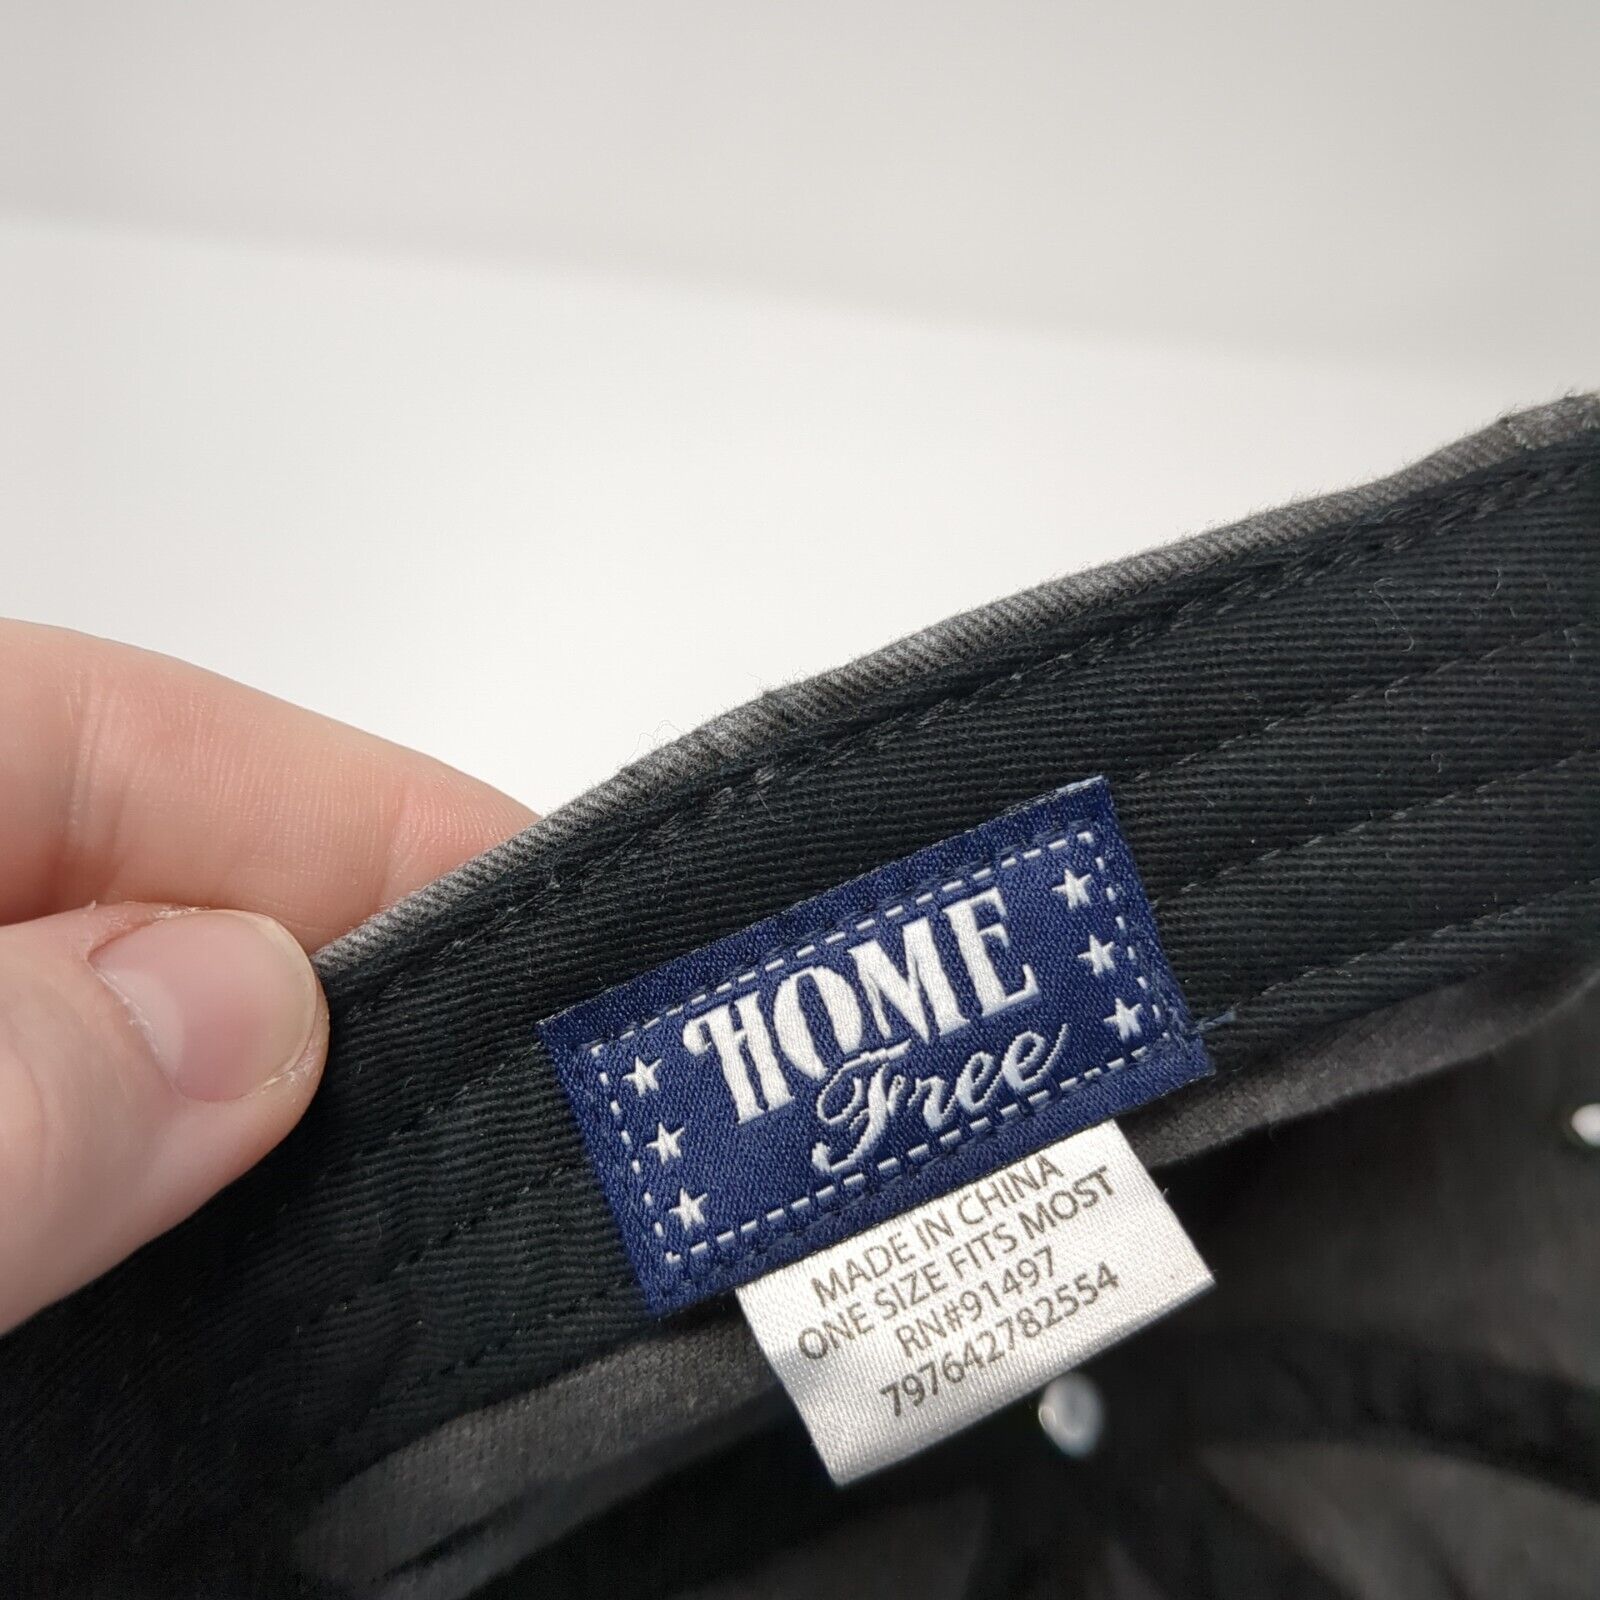 HOME
Free
MADE IN CHINA
ONE SIZE FITS MOST
RN#91497
797642782554